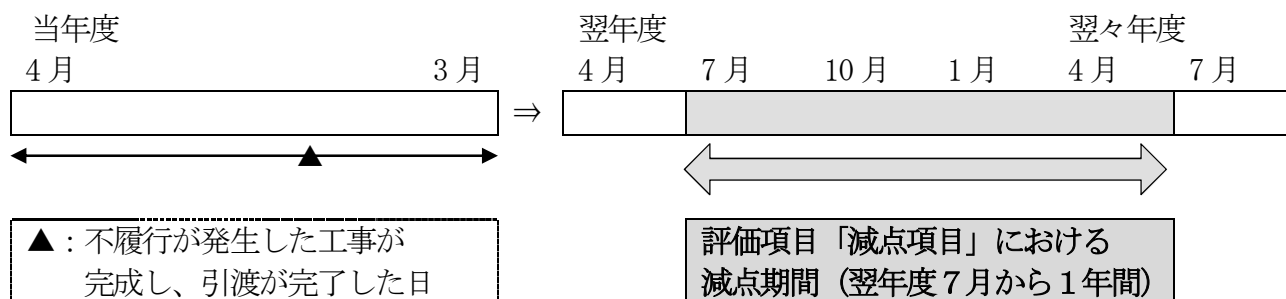 当年度 翌年度 翌々年度
4月 3月 4月 7月 10月 1月 4月 7月
⇒
▲：不履行が発生した工事が
完成し、引渡が完了した日
評価項目「減点項目」における
減点期間（翌年度７月から１年間）